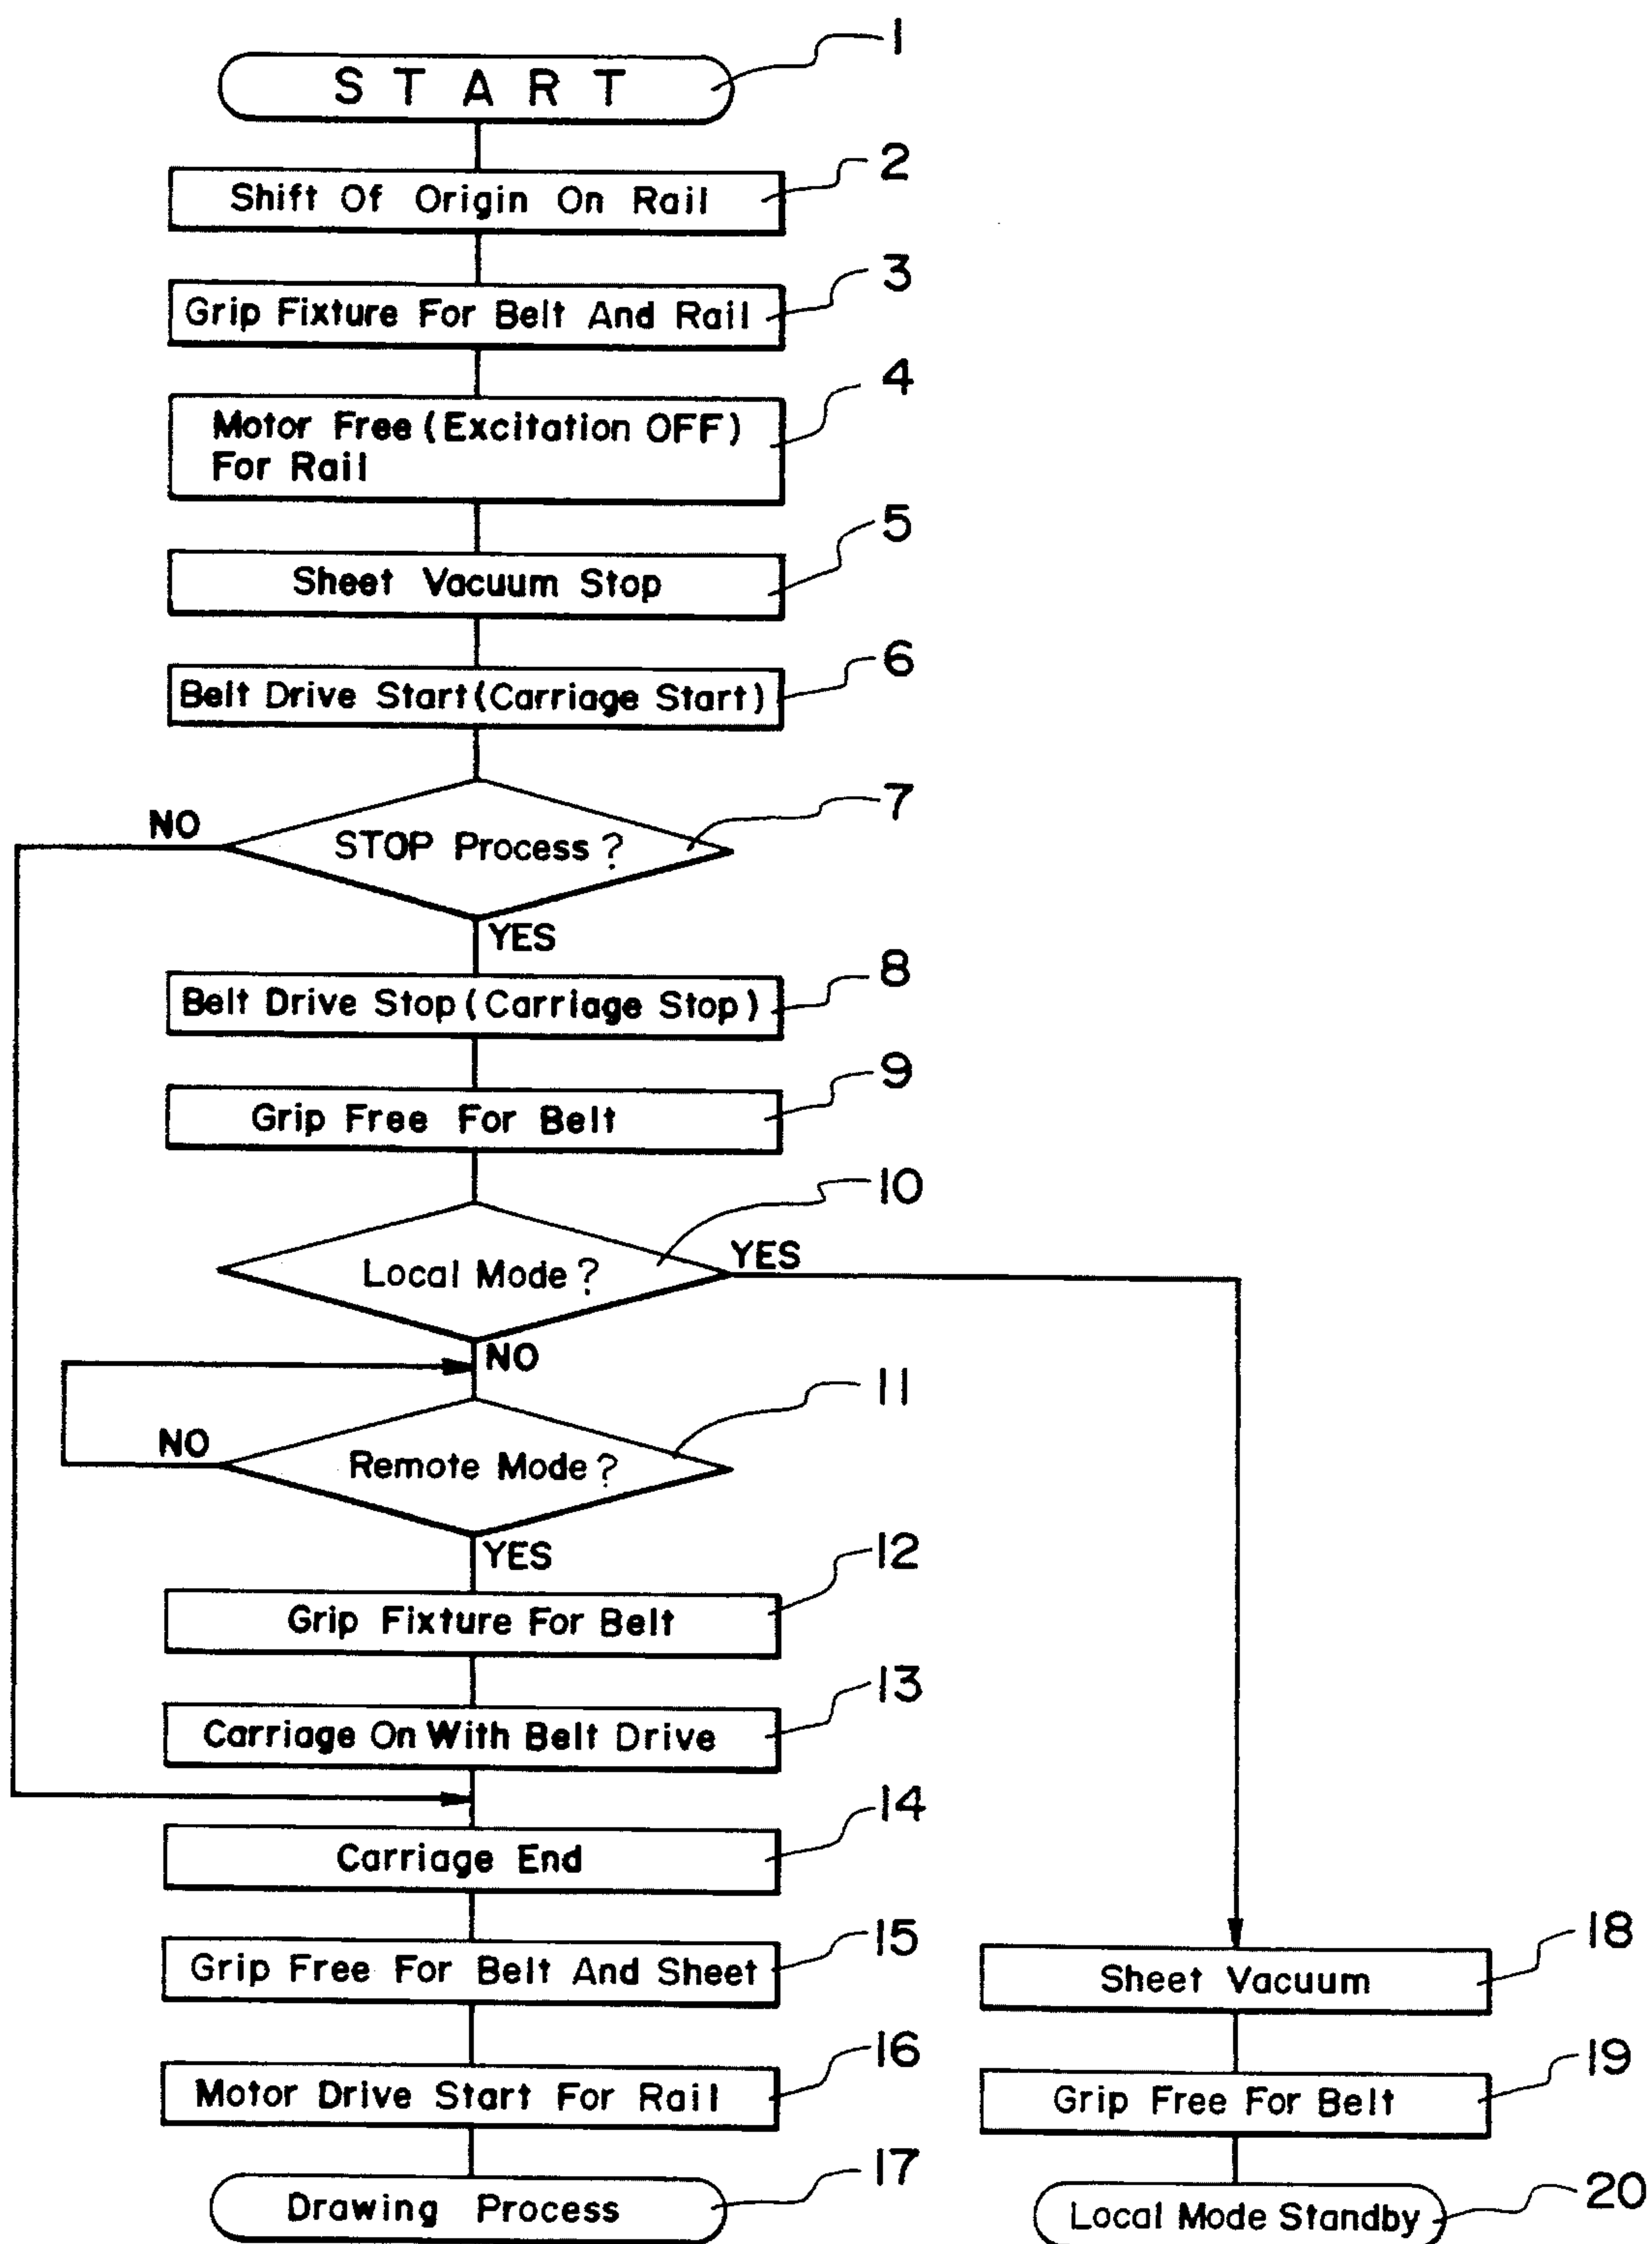 START
1
Shift Of Origin On Rail
2
Grip Fixture For Belt And Rail
3
Motor Free (Excitation OFF)
For Rail
4
Sheet Vacuum Stop
5
Belt Drive Start (Carriage Start)
6
STOP Process?
7
NO
YES
Belt Drive Stop (Carriage Stop)
8
Grip Free For Belt
9
Local Mode?
10
YES
NO
Remote Mode?
11
NO
YES
Grip Fixture For Belt
12
Carriage On With Belt Drive
13
Carriage End
14
Grip Free For Belt And Sheet
15
Motor Drive Start For Rail
16
Drawing Process
17
Sheet Vacuum
18
Grip Free For Belt
19
Local Mode Standby
20